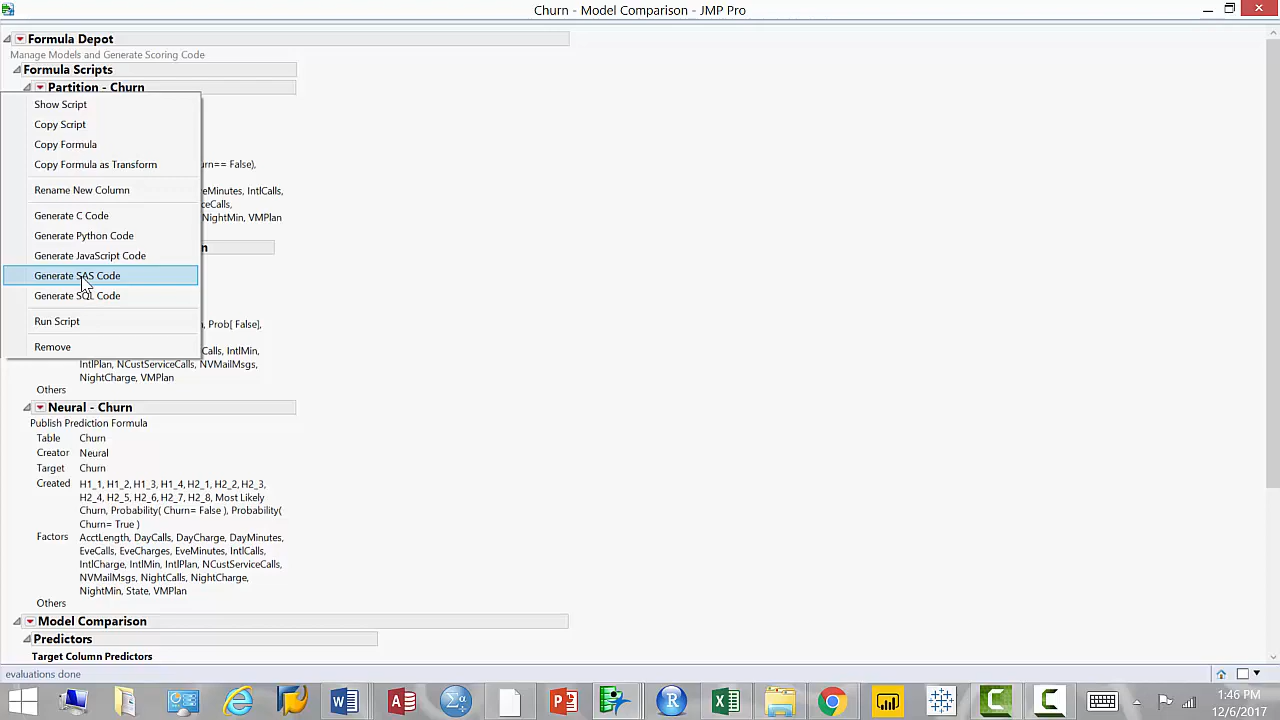 Churn - Model Comparison - JMP Pro
Formula Depot
Manage Models and Generate Scoring Code
Formula Scripts
Partition - Churn
Show Script
Copy Script
Copy Formula
Copy Formula as Transform
urn== False),
Rename New Column
eMinutes, IntlCalls,
ceCalls,
Generate C Code
NightMin, VMPlan
Generate Python Code
n
Generate JavaScript Code
Generate SAS Code
Generate SQL Code
Run Script
, Prob[ False],
Remove
Calls, IntlMin,
IntlPlan, NCustServiceCalls, NVMailMsgs,
NightCharge, VMPlan
Others
Neural - Churn
Publish Prediction Formula
Table Churn
Creator Neural
Target Churn
Created H1_1, H1_2, H1_3, H1_4, H2_1, H2_2, H2_3,
H2_4, H2_5, H2_6, H2_7, H2_8, Most Likely
Churn, Probability( Churn= False ), Probability(
Churn= True )
Factors AcctLength, DayCalls, DayCharge, DayMinutes,
EveCalls, EveCharges, EveMinutes, IntlCalls,
IntlCharge, IntlMin, IntlPlan, NCustServiceCalls,
NVMailMsgs, NightCalls, NightCharge,
NightMin, State, VMPlan
Others
Model Comparison
Predictors
Target Column Predictors
evaluations done
1:46 PM
12/6/2017